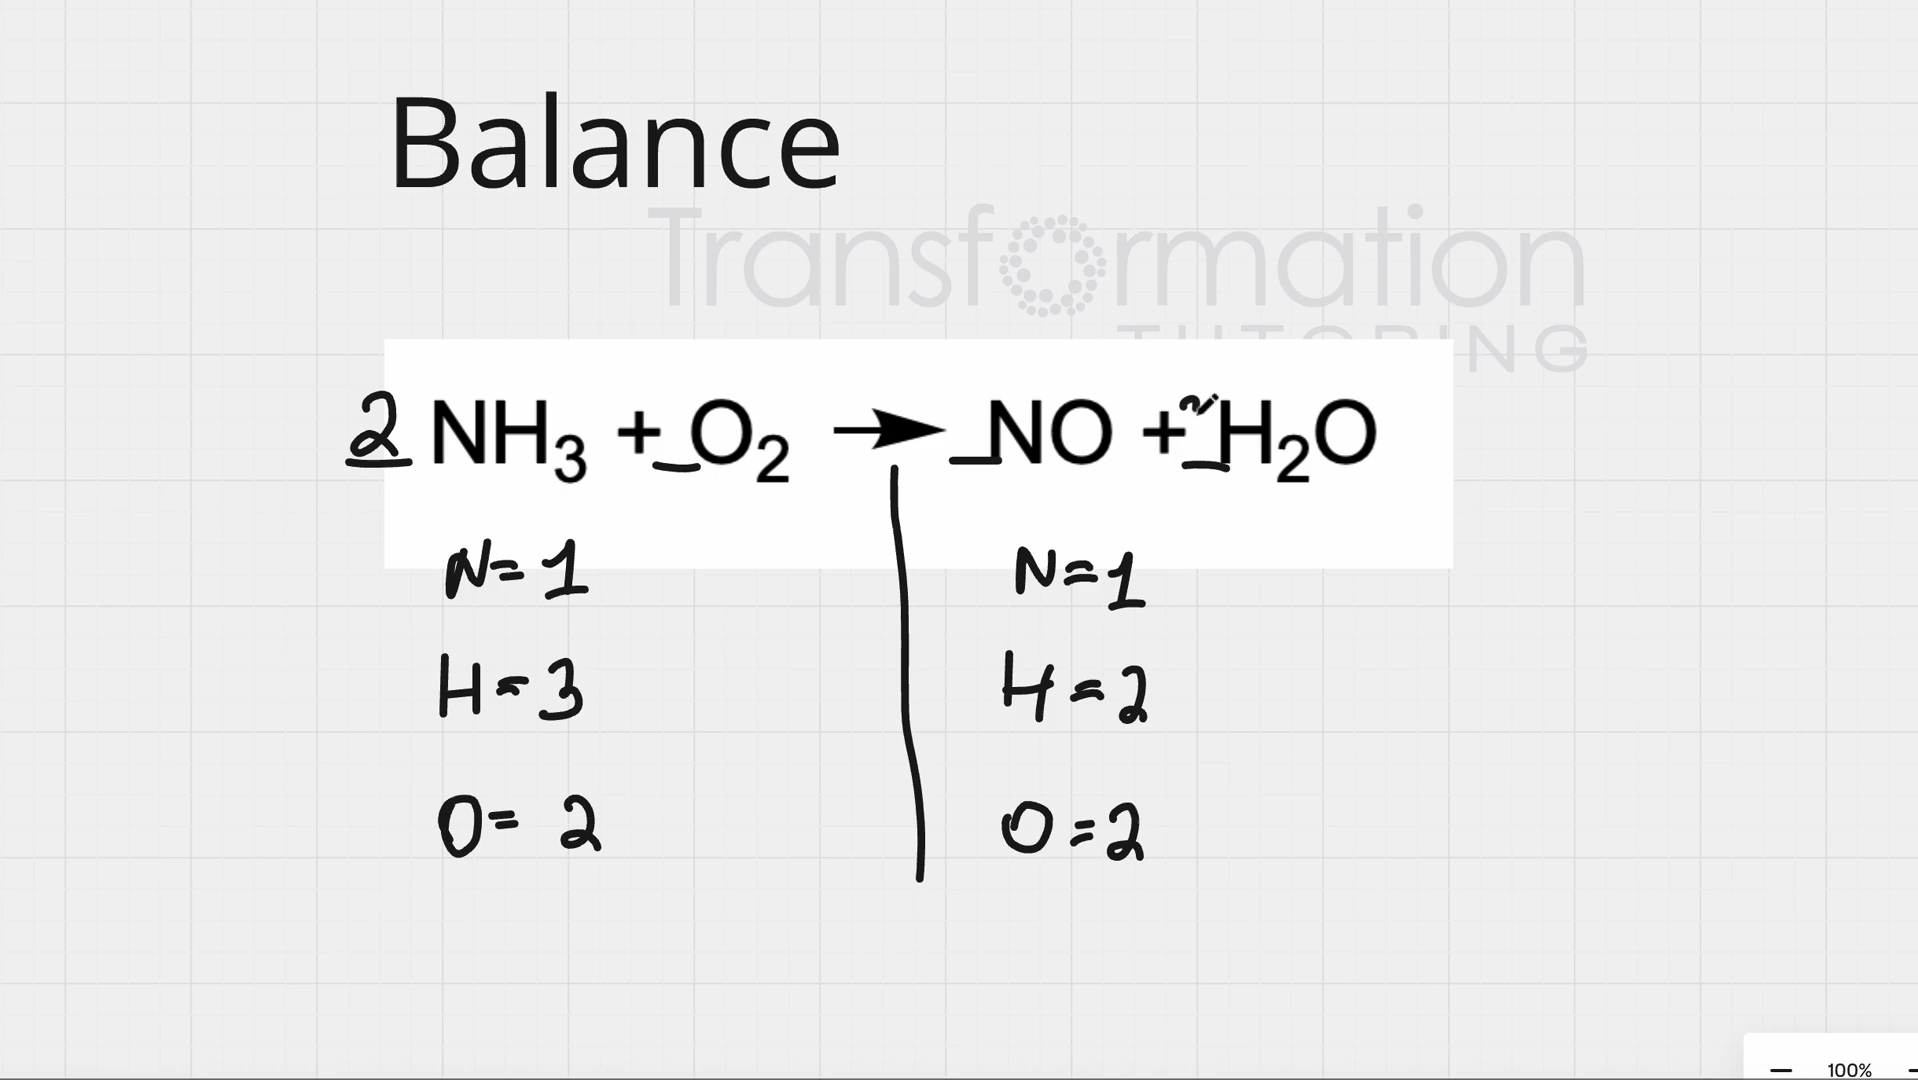 Balance
Transformation
TUTORING
2 NH3 + _O2 → _NO + _H2O
N=1
N=1
H=3
H=2
O=2
O=2
100%